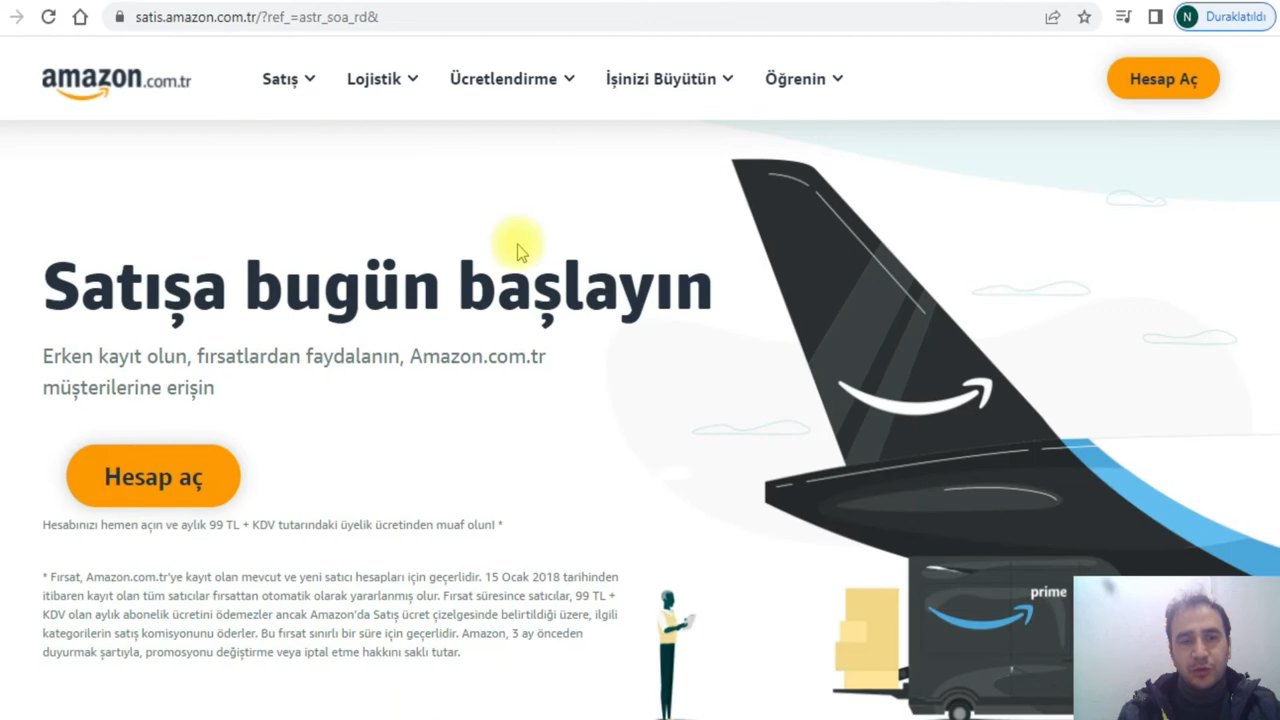 satis.amazon.com.tr/?ref_=astr_soa_rd&
N Duraklatıldı
amazon.com.tr
Satış Lojistik Ücretlendirme İşinizi Büyütün Öğrenin Hesap Aç
Satışa bugün başlayın
Erken kayıt olun, fırsatlardan faydalanın, Amazon.com.tr
müşterilerine erişin
Hesap aç
Hesabınızı hemen açın ve aylık 99 TL + KDV tutarındaki üyelik ücretinden muaf olun! *
* Fırsat, Amazon.com.tr'ye kayıt olan mevcut ve yeni satıcı hesapları için geçerlidir. 15 Ocak 2018 tarihinden
itibaren kayıt olan tüm satıcılar fırsattan otomatik olarak yararlanmış olur. Fırsat süresince satıcılar, 99 TL +
KDV olan aylık abonelik ücretini ödemezler ancak Amazon'da Satış ücret çizelgesinde belirtildiği üzere, ilgili
kategorilerin satış komisyonunu öderler. Bu fırsat sınırlı bir süre için geçerlidir. Amazon, 3 ay önceden
duyurmak şartıyla, promosyonu değiştirme veya iptal etme hakkını saklı tutar.
prime